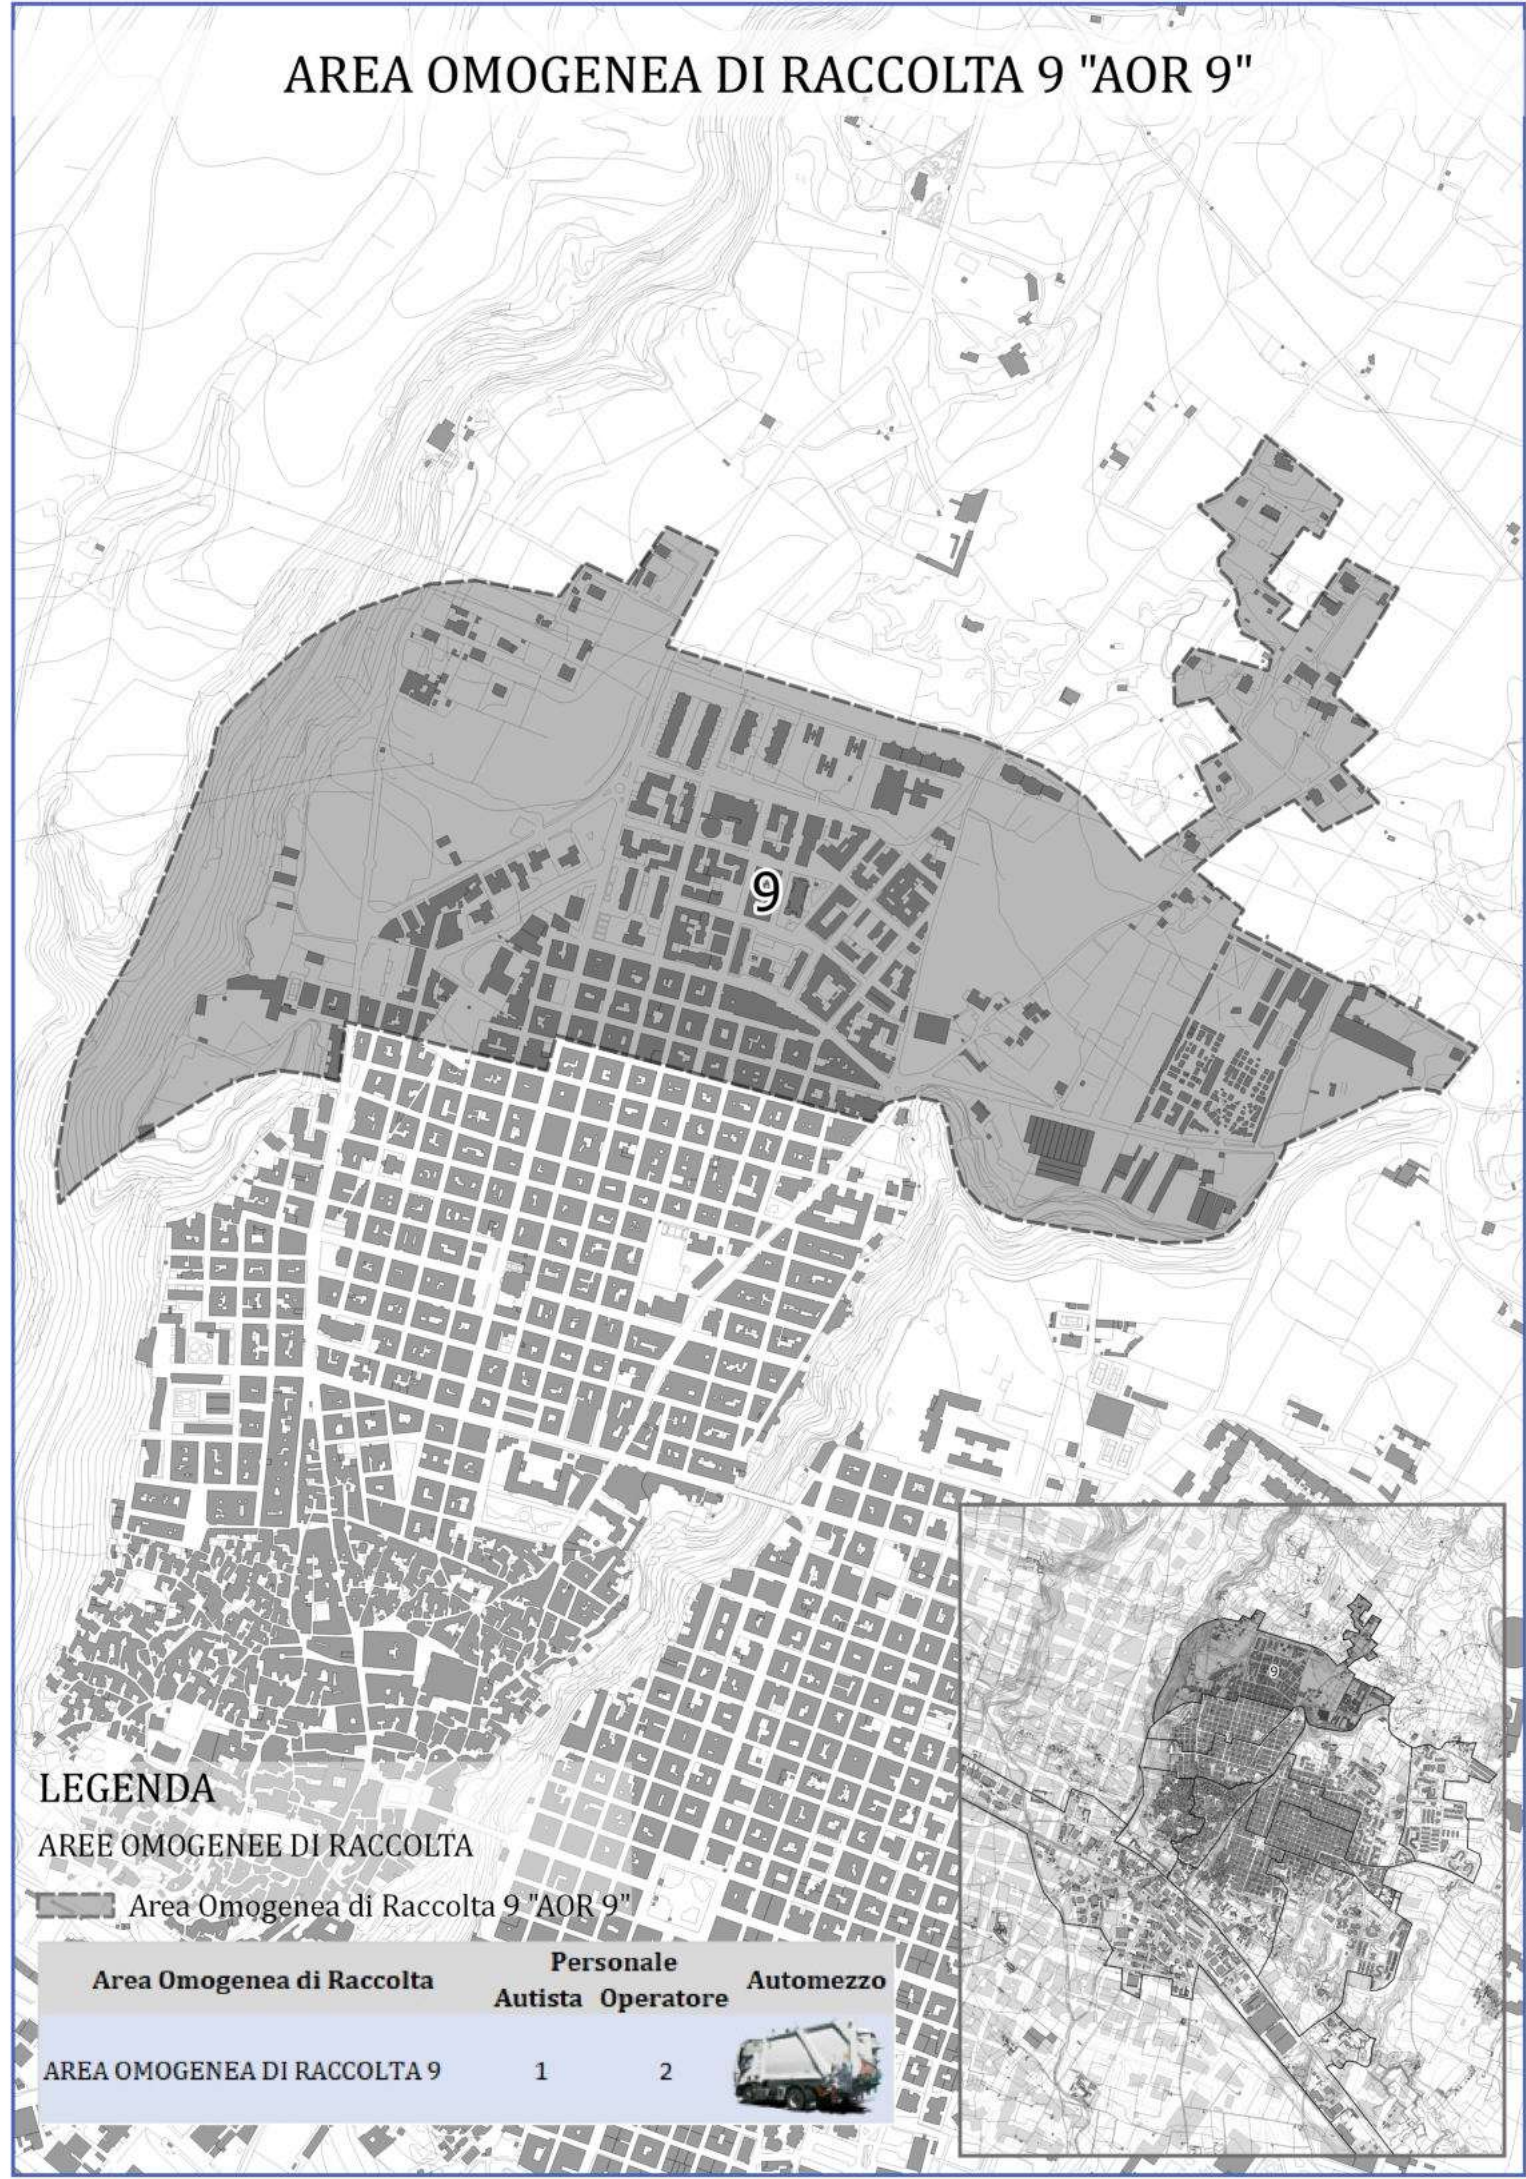 AREA OMOGENEA DI RACCOLTA 9 "AOR 9"
9
LEGENDA
AREE OMOGENEE DI RACCOLTA
Area Omogenea di Raccolta 9 "AOR 9"
Area Omogenea di Raccolta Personale Automezzo
Autista Operatore
AREA OMOGENEA DI RACCOLTA 9 1 2
9